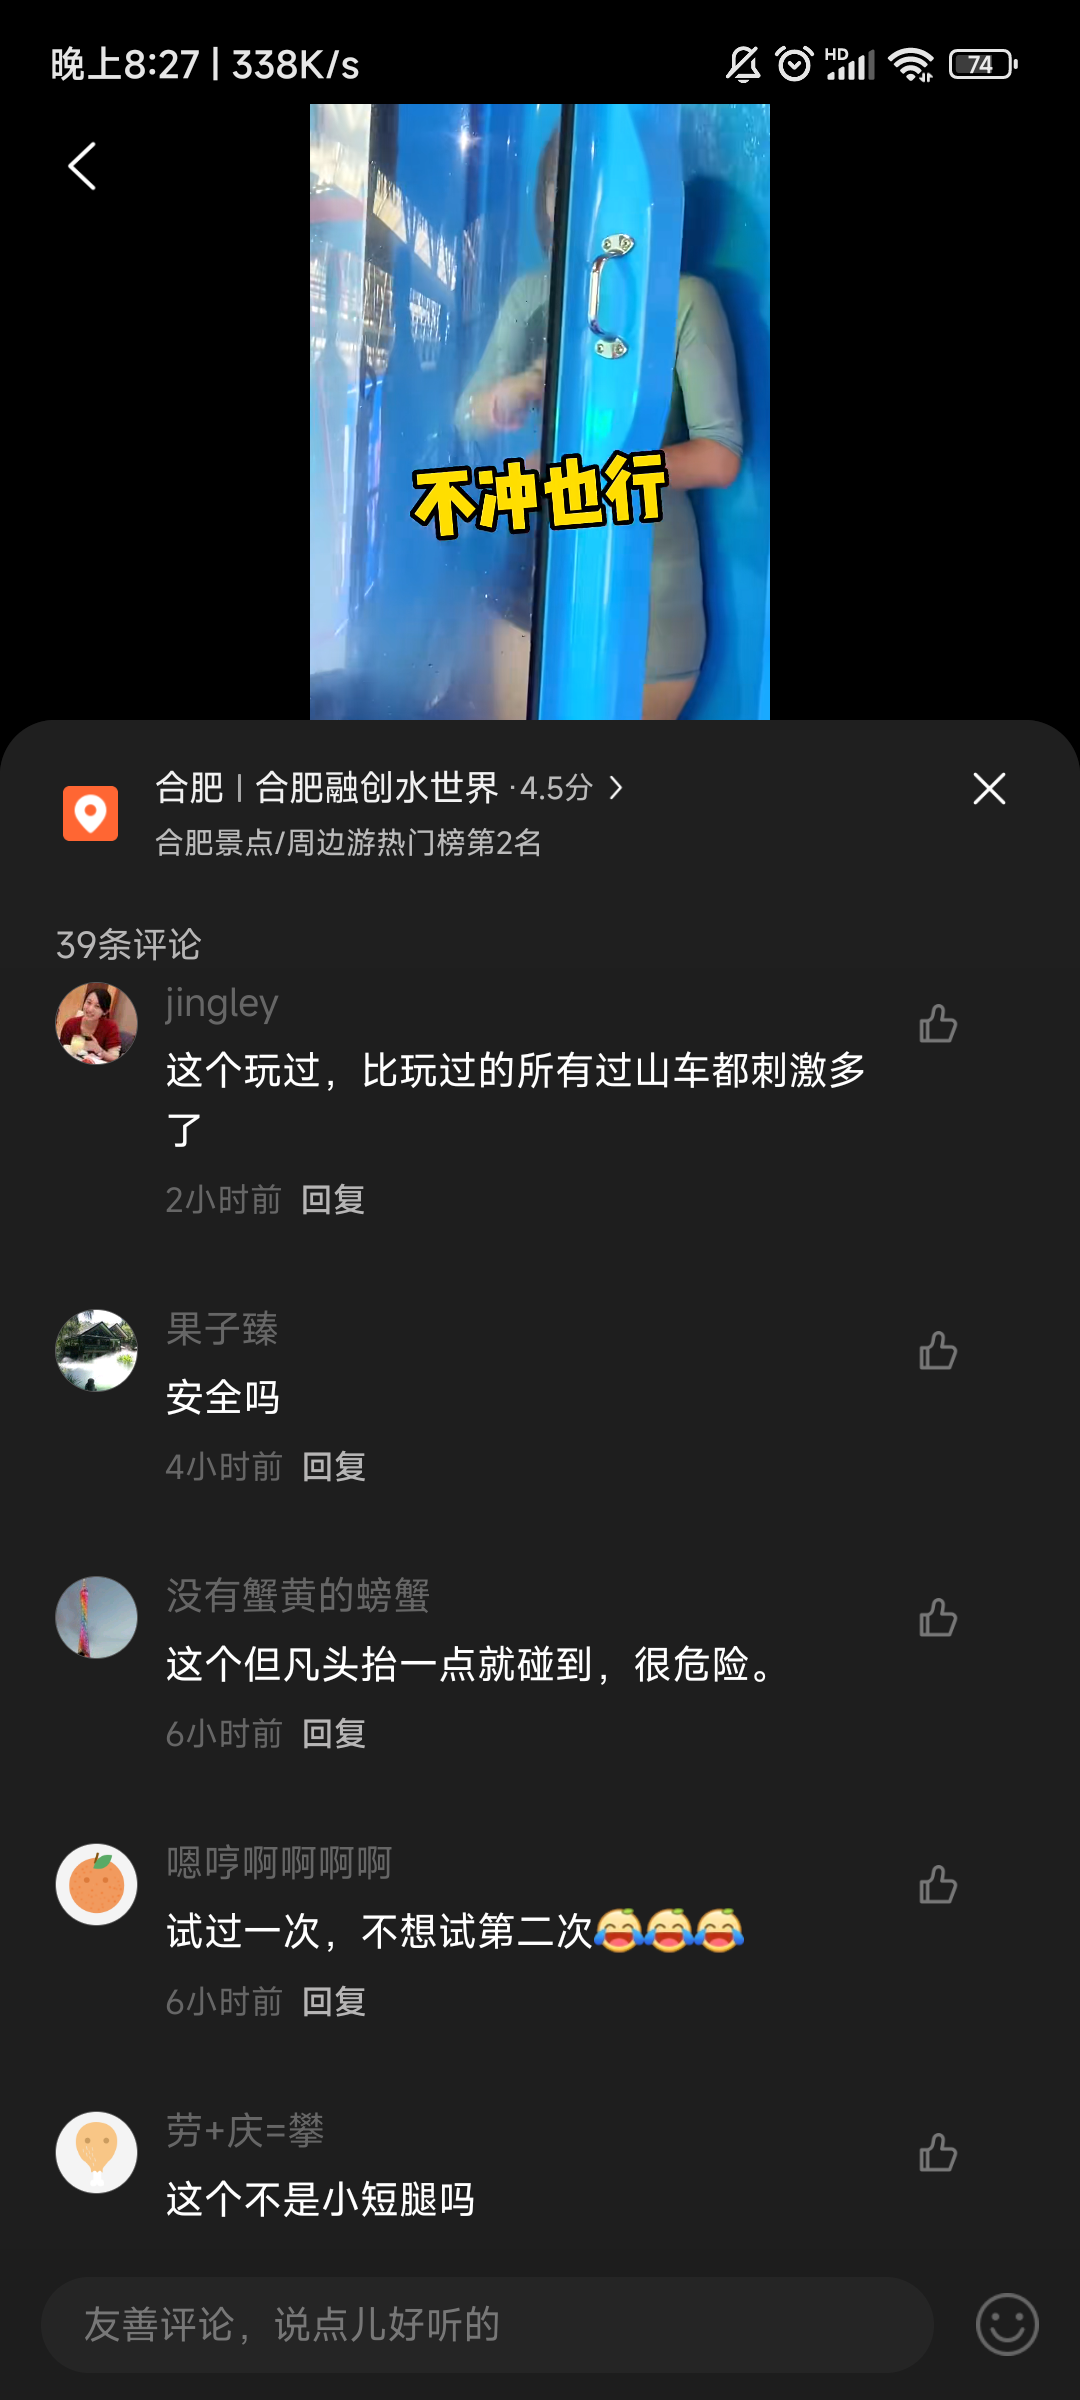 晚上8:27 | 338K/s
HD
74
不冲也行
合肥 | 合肥融创水世界 ·4.5分
合肥景点/周边游热门榜第2名
39条评论
jingley
这个玩过，比玩过的所有过山车都刺激多
了
2小时前 回复
果子臻
安全吗
4小时前 回复
没有蟹黄的螃蟹
这个但凡头抬一点就碰到，很危险。
6小时前 回复
嗯哼啊啊啊啊
试过一次，不想试第二次😂😂😂
6小时前 回复
劳+庆=攀
这个不是小短腿吗
友善评论，说点儿好听的